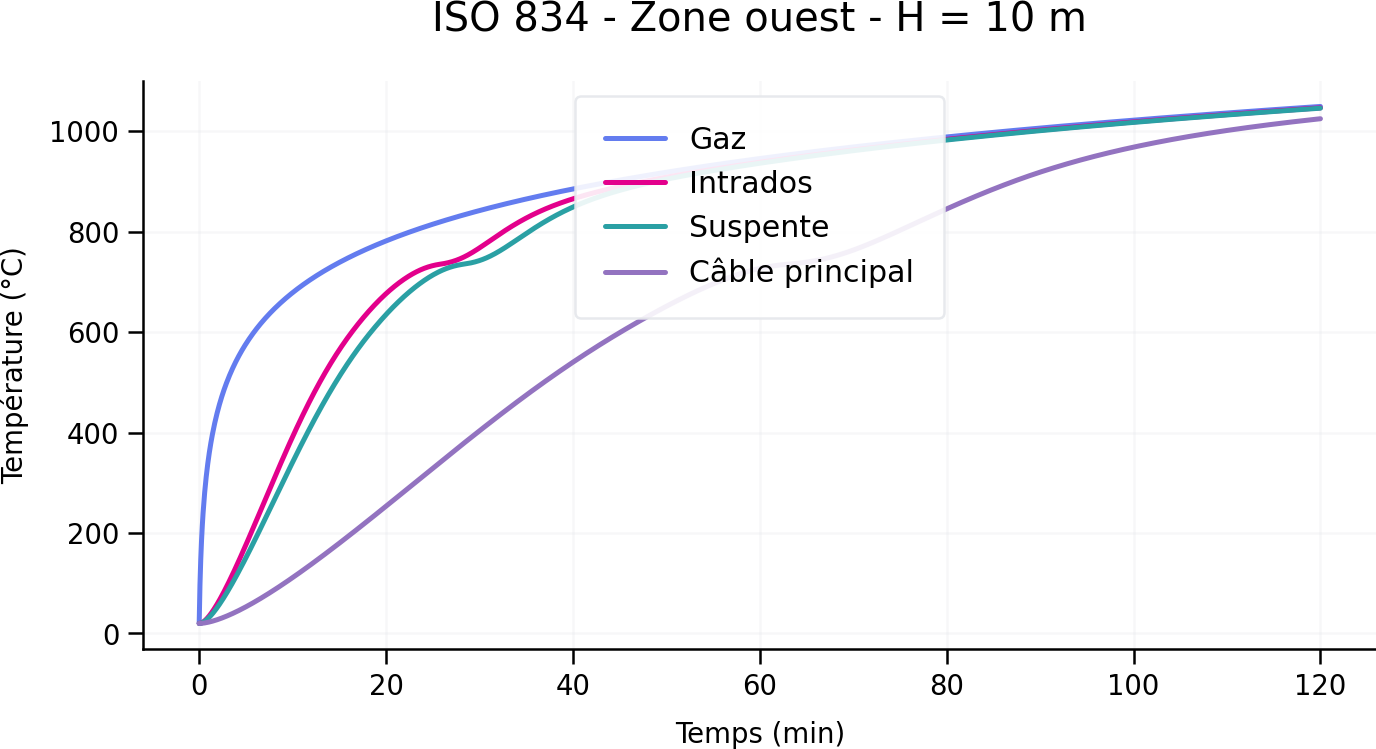 ISO 834 - Zone ouest - H = 10 m
Température (°C)
1000
800
600
400
200
0
Gaz
Intrados
Suspente
Câble principal
0 20 40 60 80 100 120
Temps (min)